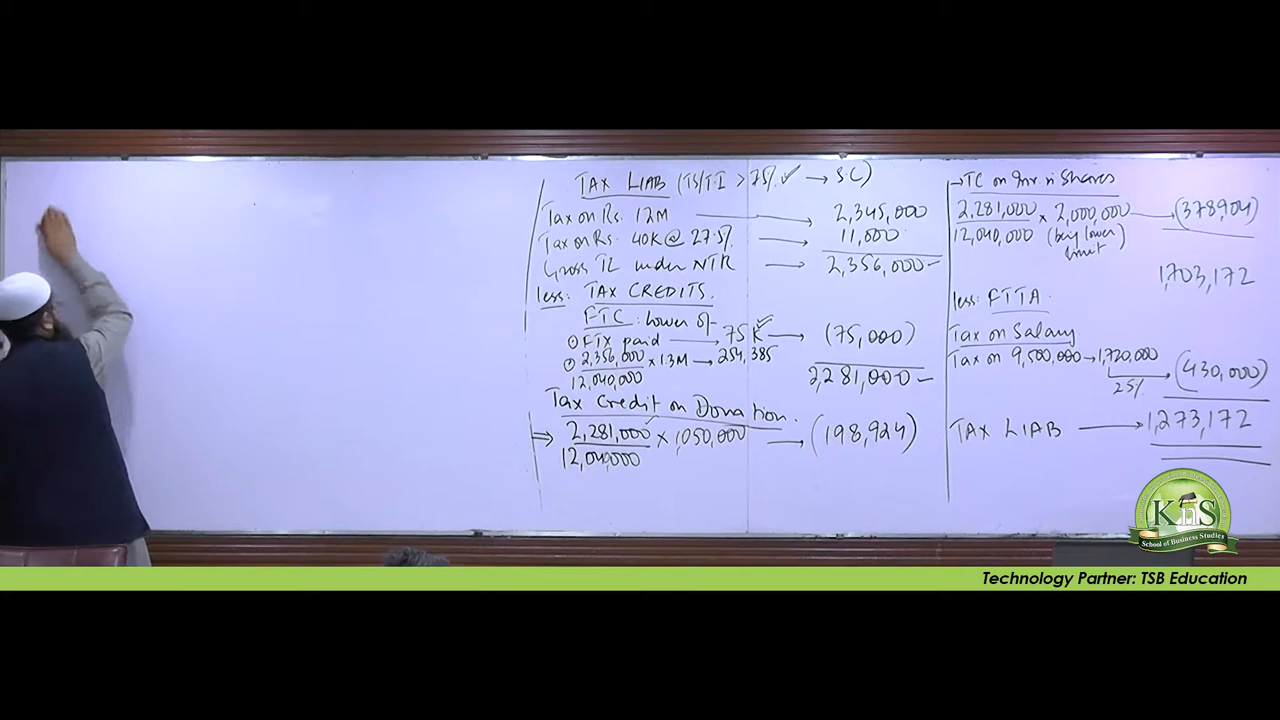 TAX LIAB (TS/T.I > 75% ✓ → SC)
Tax on Rs. 12M → 2,345,000
Tax on Rs. 40K @ 27.5% → 11,000
Gross TL under NTR → 2,356,000
less: TAX CREDITS.
FTC: lower of
① FTX paid → 75K ✓ → (75,000)
② 2,356,000 × 1.3M → 254,385
12,040,000
2,281,000
Tax Credit on Donation.
⇒ 2,281,000 × 1,050,000 → (198,924)
12,040,000
→ TC on Inv in Shares
2,281,000 × 2,000,000 → (378,904)
12,040,000 (being lower limit)
1,703,172
less: FTTA.
Tax on Salary
Tax on 9,500,000 → 1,720,000
25% → (430,000)
TAX LIAB → 1,273,172
KnS
School of Business Studies
Technology Partner: TSB Education